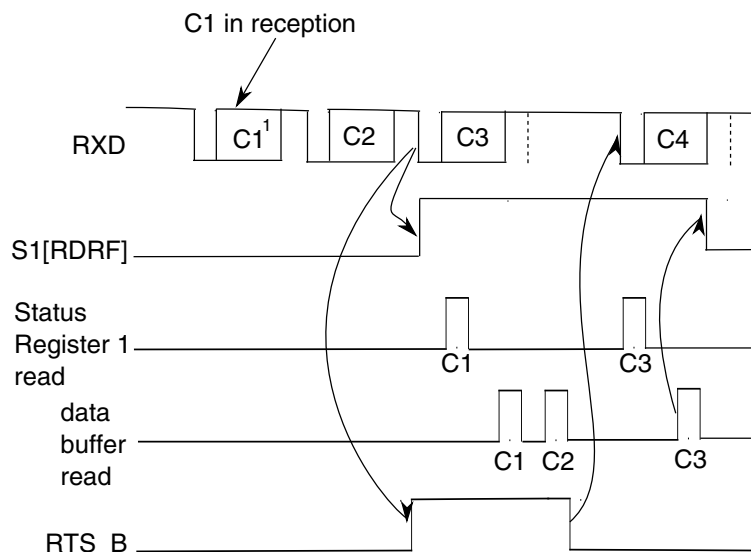 C1 in reception
RXD
C1 1
C2
C3
C4
S1[RDRF]
Status
Register 1
read
C1
C3
data
buffer
read
C1
C2
C3
RTS_B